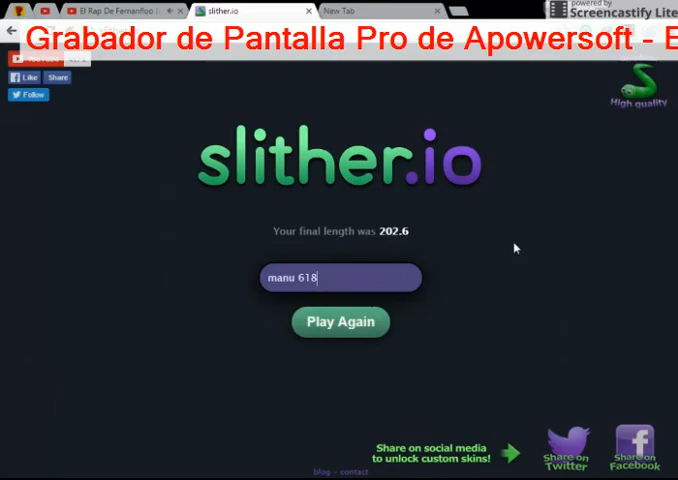 powered by
Screencastify Lite
El Rap De Fernanfloo
slither.io
New Tab
Grabador de Pantalla Pro de Apowersoft - E
YouTube
Like
Share
Follow
High quality
slither.io
Your final length was 202.6
manu 618
Play Again
Share on social media
to unlock custom skins!
Share on
Twitter
Share on
Facebook
blog - contact